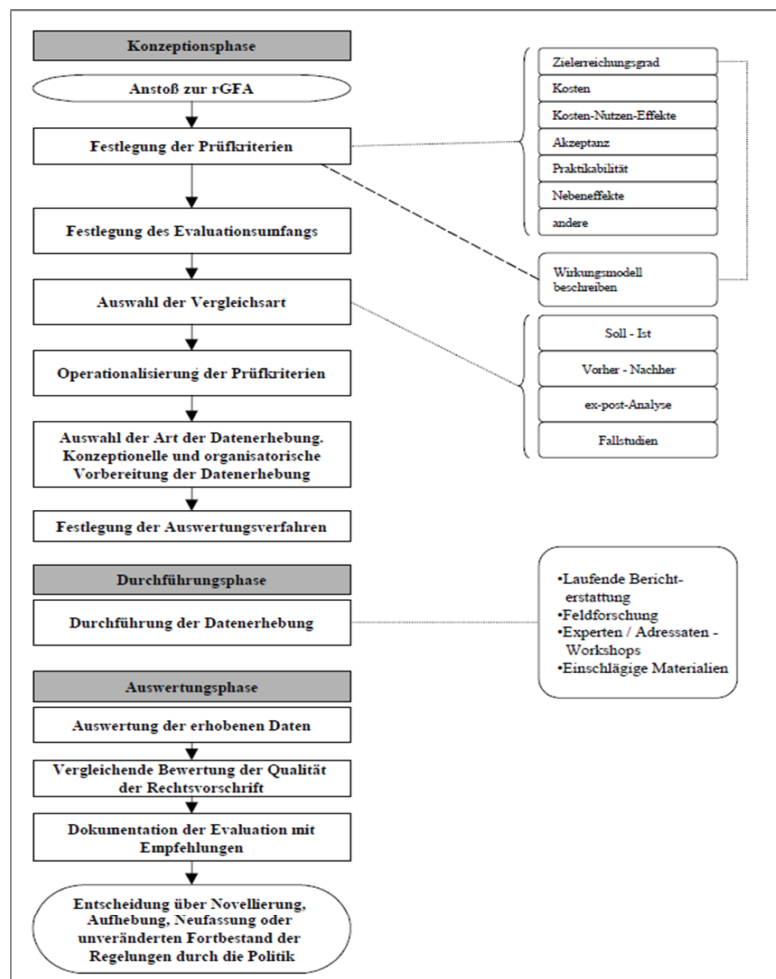 Konzeptionsphase
Anstoß zur rGFA
Festlegung der Prüfkriterien
Zielerreichungsgrad
Kosten
Kosten-Nutzen-Effekte
Akzeptanz
Praktikabilität
Nebeneffekte
andere
Wirkungsmodell
beschreiben
Festlegung des Evaluationsumfangs
Auswahl der Vergleichsart
Soll - Ist
Vorher - Nachher
ex-post-Analyse
Fallstudien
Operationalisierung der Prüfkriterien
Auswahl der Art der Datenerhebung.
Konzeptionelle und organisatorische
Vorbereitung der Datenerhebung
Festlegung der Auswertungsverfahren
Durchführungsphase
Durchführung der Datenerhebung
•Laufende Bericht-
erstattung
•Feldforschung
•Experten / Adressaten -
Workshops
•Einschlägige Materialien
Auswertungsphase
Auswertung der erhobenen Daten
Vergleichende Bewertung der Qualität
der Rechtsvorschrift
Dokumentation der Evaluation mit
Empfehlungen
Entscheidung über Novellierung,
Aufhebung, Neufassung oder
unveränderten Fortbestand der
Regelungen durch die Politik